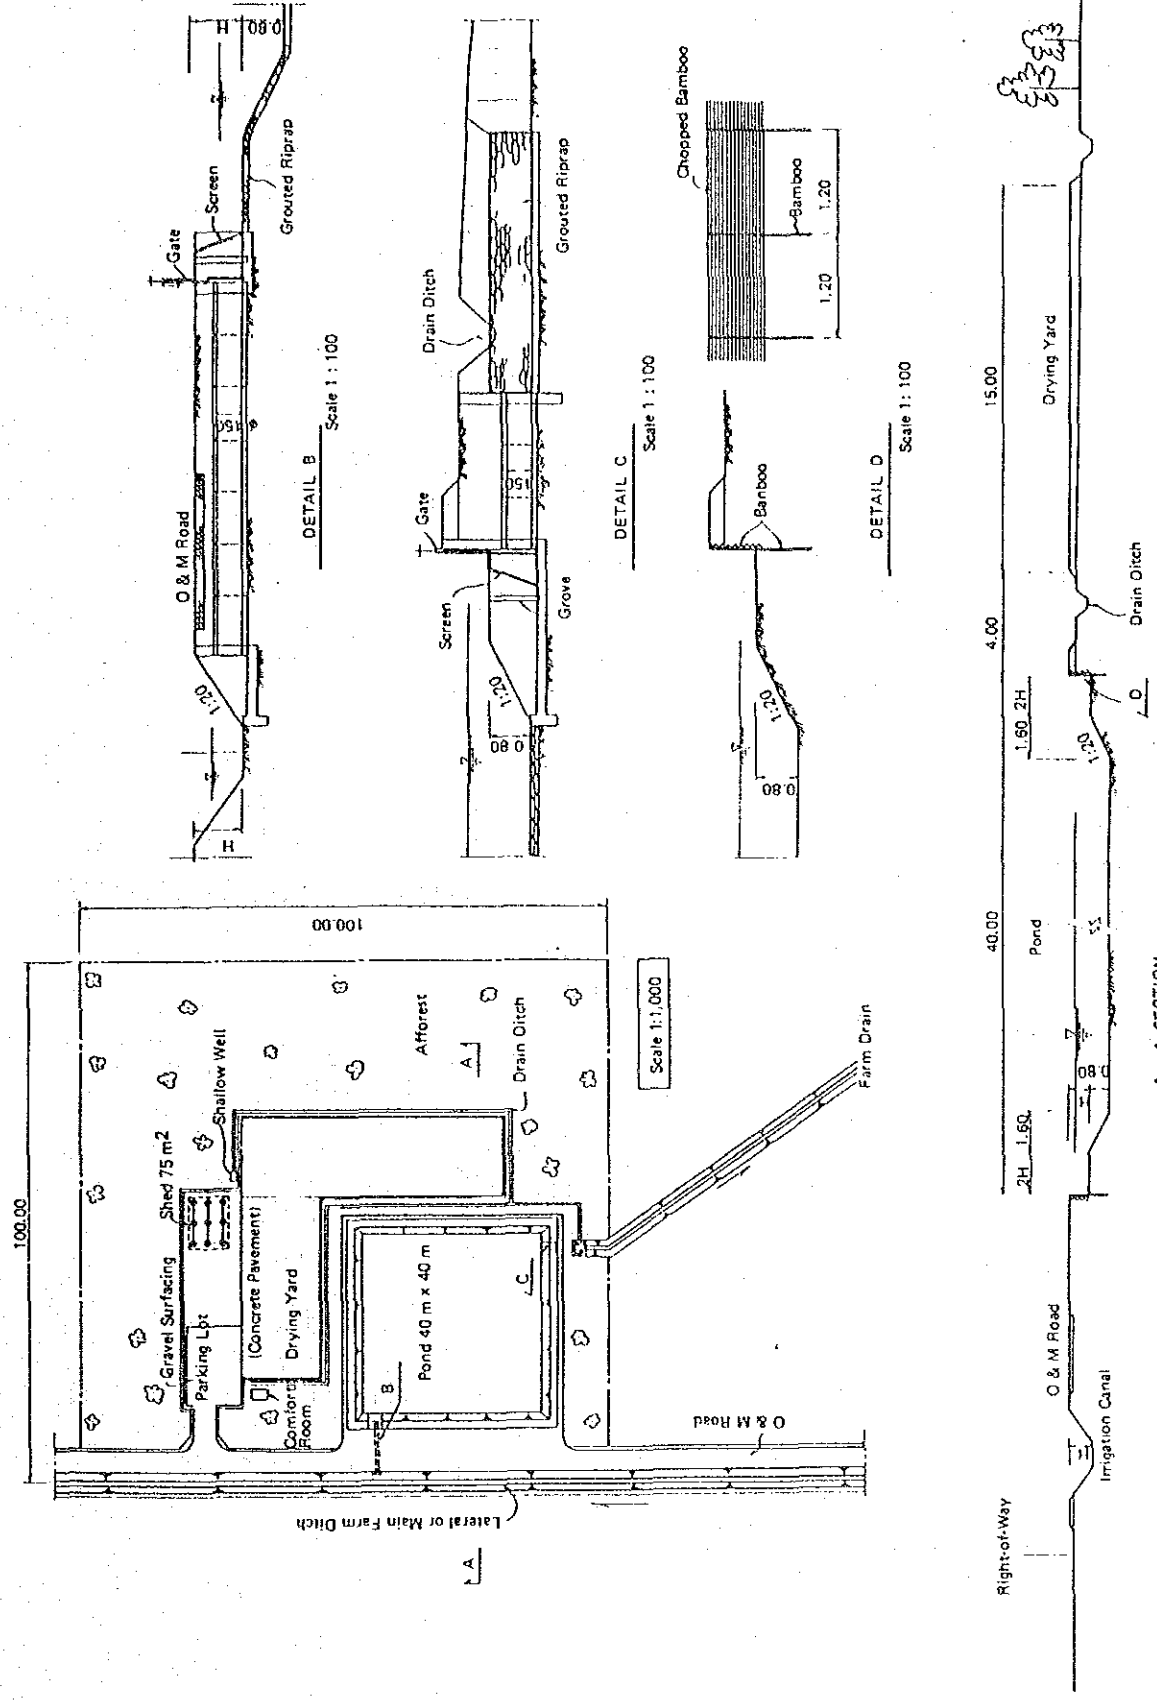 100.00
100.00
Gravel Surfacing
Parking Lot
Shed 75 m²
Shallow Well
(Concrete Pavement)
Drying Yard
Comfort
Room
Afforest
A
Drain Ditch
Pond 40 m x 40 m
B
C
O & M Road
Lateral or Main Farm Ditch
A
Scale 1:1,000
Farm Drain
O & M Road
1:20
H
150
Gate
Screen
Grouted Riprap
H
0.80
DETAIL B
Scale 1 : 100
Gate
Screen
1:20
0.80
Grove
150
Drain Ditch
Grouted Riprap
DETAIL C
Scale 1 : 100
1:20
0.80
Banboo
Chopped Bamboo
Bamboo
1.20
1.20
DETAIL D
Scale 1 : 100
Right-of-Way
Irrigation Canal
H
O & M Road
2H
1.60
40.00
1.60
2H
4.00
15.00
H
0.80
Pond
1:20
D
Drain Ditch
Drying Yard